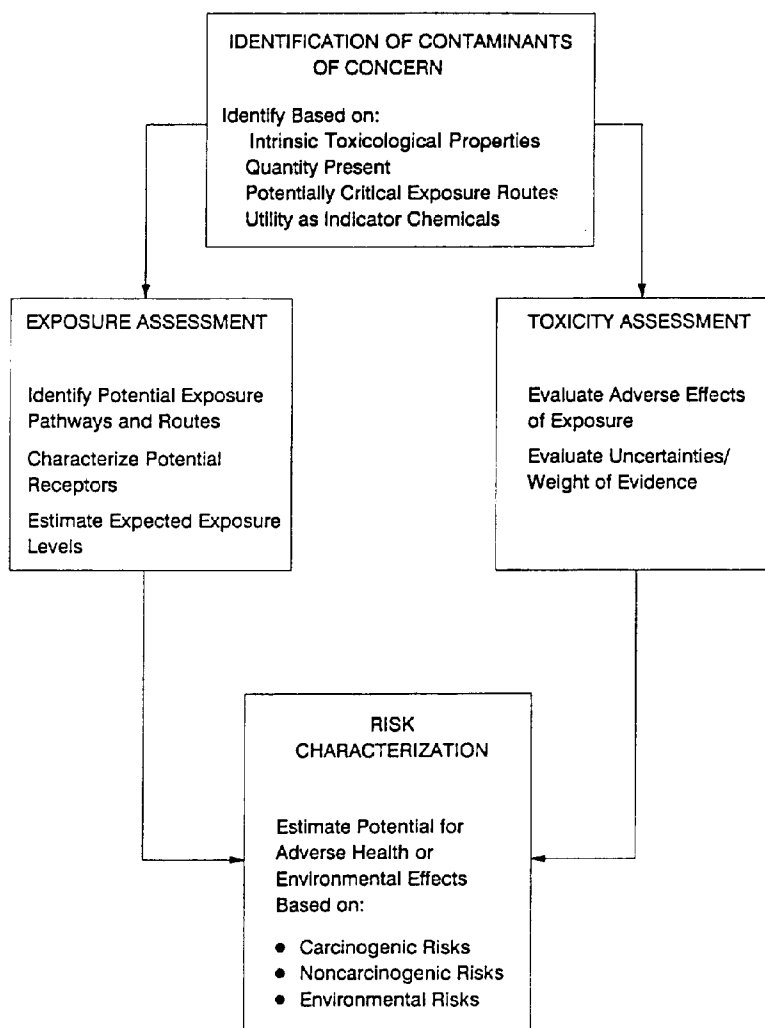 IDENTIFICATION OF CONTAMINANTS
OF CONCERN
Identify Based on:
Intrinsic Toxicological Properties
Quantity Present
Potentially Critical Exposure Routes
Utility as Indicator Chemicals
EXPOSURE ASSESSMENT
Identify Potential Exposure
Pathways and Routes
Characterize Potential
Receptors
Estimate Expected Exposure
Levels
TOXICITY ASSESSMENT
Evaluate Adverse Effects
of Exposure
Evaluate Uncertainties/
Weight of Evidence
RISK
CHARACTERIZATION
Estimate Potential for
Adverse Health or
Environmental Effects
Based on:
● Carcinogenic Risks
● Noncarcinogenic Risks
● Environmental Risks